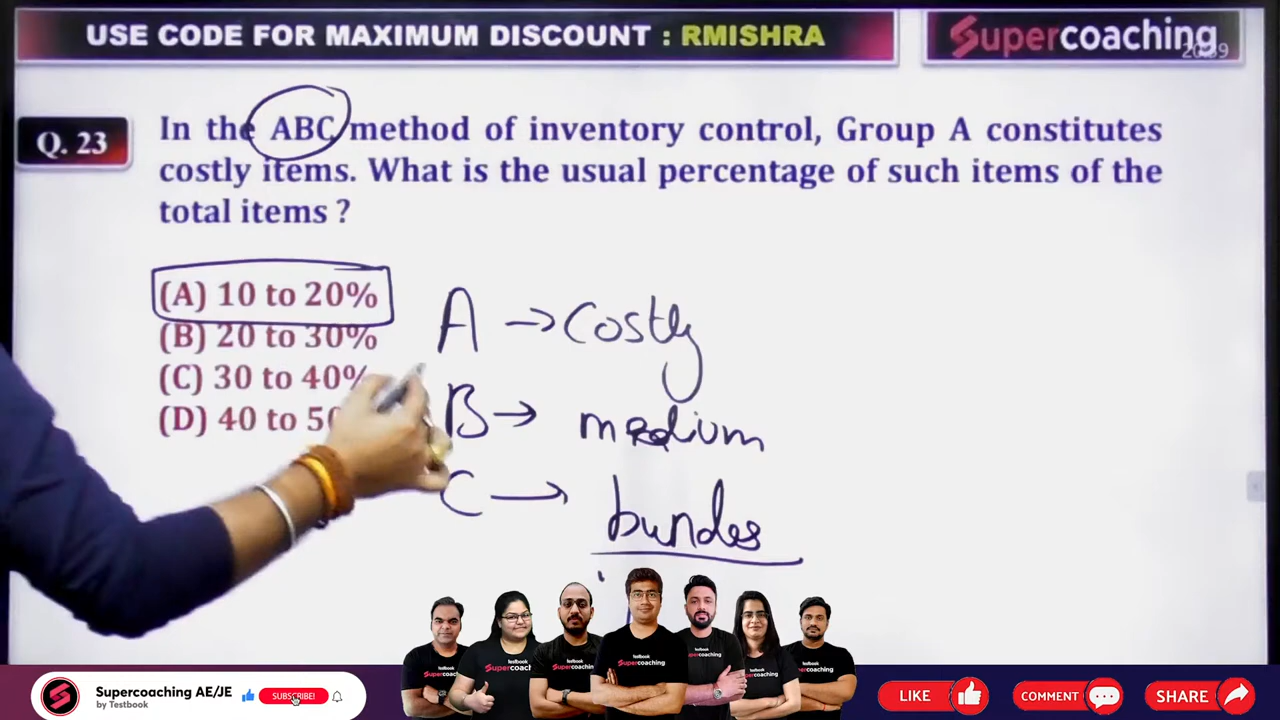 USE CODE FOR MAXIMUM DISCOUNT : RMISHRA
Supercoaching
Q. 23
In the ABC method of inventory control, Group A constitutes
costly items. What is the usual percentage of such items of the
total items ?
(A) 10 to 20%
(B) 20 to 30%
(C) 30 to 40%
(D) 40 to 50
A → Costly
B → medium
C → bundes
Supercoaching AE/JE
by Testbook
SUBSCRIBE!
LIKE
COMMENT
SHARE